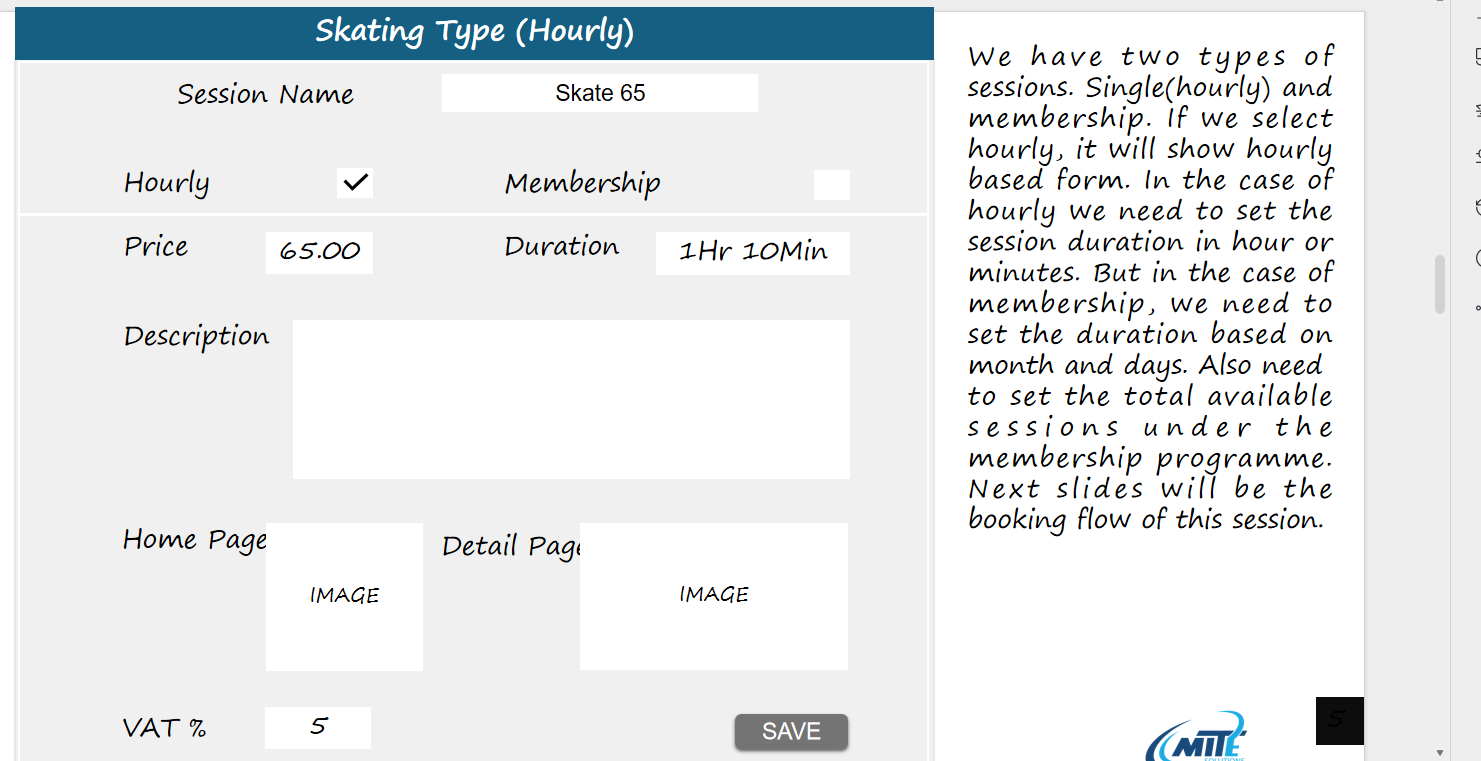 Skating Type (Hourly)
Session Name
Skate 65
Hourly
Membership
Price
65.00
Duration
1Hr 10Min
Description
Home Page
IMAGE
Detail Page
IMAGE
VAT %
5
SAVE
We have two types of
sessions. Single(hourly) and
membership. If we select
hourly, it will show hourly
based form. In the case of
hourly we need to set the
session duration in hour or
minutes. But in the case of
membership, we need to
set the duration based on
month and days. Also need
to set the total available
sessions under the
membership programme.
Next slides will be the
booking flow of this session.
MITE
SOLUTIONS
5